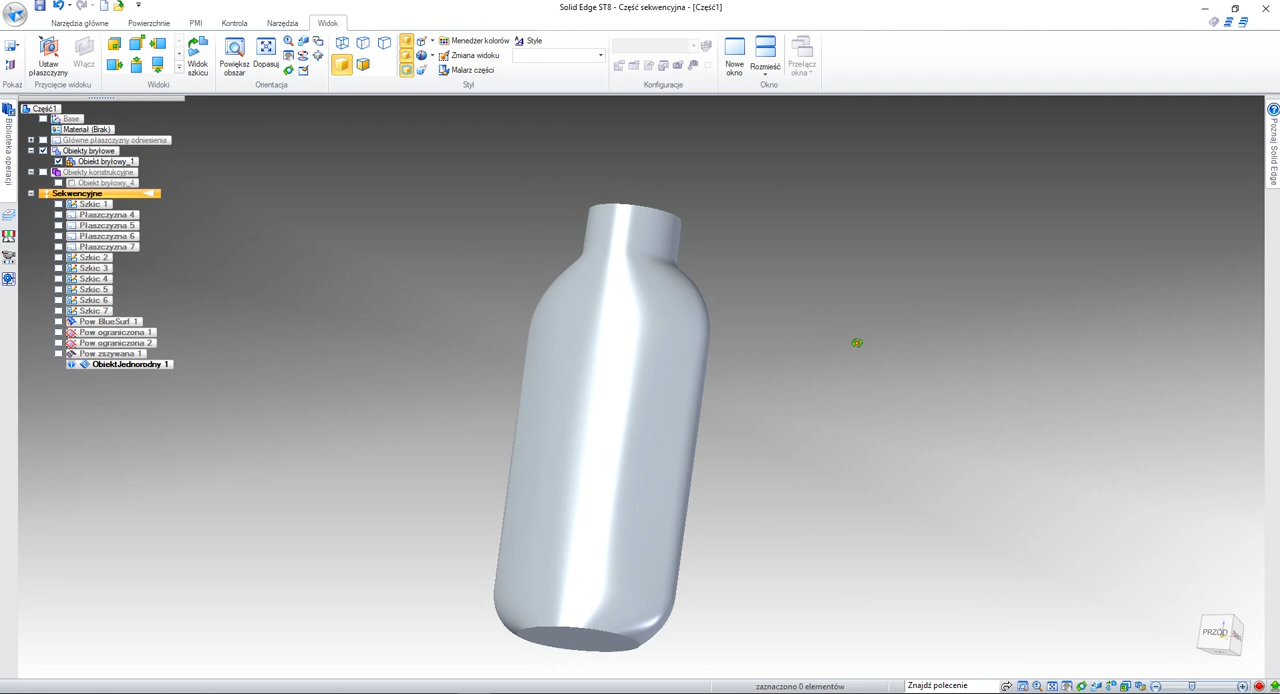 Solid Edge ST8 - Część sekwencyjna - [Część1]
Narzędzia główne
Powierzchnie
PMI
Kontrola
Narzędzia
Widok
Pokaż
Ustaw
płaszczyzny
Włącz
Przycięcie widoku
Widoki
Widok
szkicu
Powiększ
obszar
Dopasuj
Orientacja
Menedżer kolorów
Style
Zmiana widoku
Malarz części
Styl
Konfiguracje
Nowe
okno
Rozmieść
Przełącz
okna
Okno
Biblioteka operacji
Poznaj Solid Edge
Część1
Base
Materiał (Brak)
Główne płaszczyzny odniesienia
Obiekty bryłowe
Obiekt bryłowy_1
Obiekty konstrukcyjne
Obiekt bryłowy_4
Sekwencyjne
Szkic 1
Płaszczyzna 4
Płaszczyzna 5
Płaszczyzna 6
Płaszczyzna 7
Szkic 2
Szkic 3
Szkic 4
Szkic 5
Szkic 6
Szkic 7
Pow BlueSurf 1
Pow ograniczona 1
Pow ograniczona 2
Pow zszywana 1
ObiektJednorodny 1
PRZÓD
zaznaczono 0 elementów
Znajdź polecenie